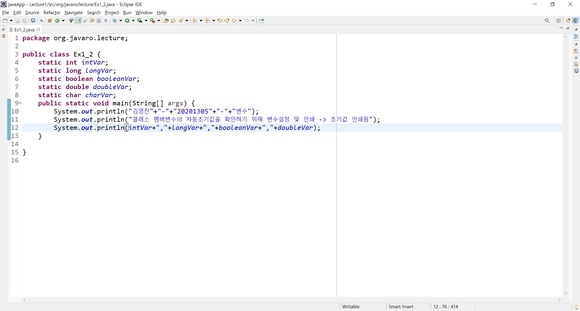 javaApp - Lecture1/src/org/javaro/lecture/Ex1_2.java - Eclipse IDE
File Edit Source Refactor Navigate Search Project Run Window Help
Ex1_2.java
1 package org.javaro.lecture;
2
3 public class Ex1_2 {
4 static int intVar;
5 static long longVar;
6 static boolean booleanVar;
7 static double doubleVar;
8 static char charVar;
9 public static void main(String[] args) {
10 System.out.println("김영진"+"-"+"20201305"+"-"+"변수");
11 System.out.println("클래스 멤버변수의 자동초기값을 확인하기 위해 변수설정 및 인쇄 -> 초기값 인쇄됨");
12 System.out.println(intVar+","+longVar+","+booleanVar+","+doubleVar);
13 }
14
15 }
16
Writable Smart Insert 12 : 76 : 414